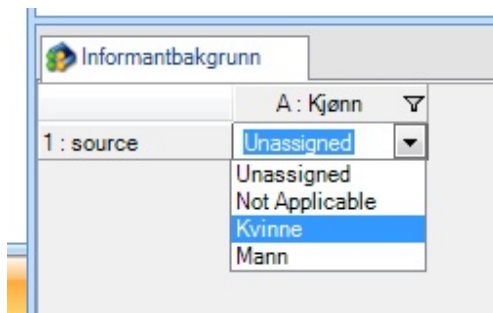 Informantbakgrunn
A : Kjønn
1 : source Unassigned
Unassigned
Not Applicable
Kvinne
Mann